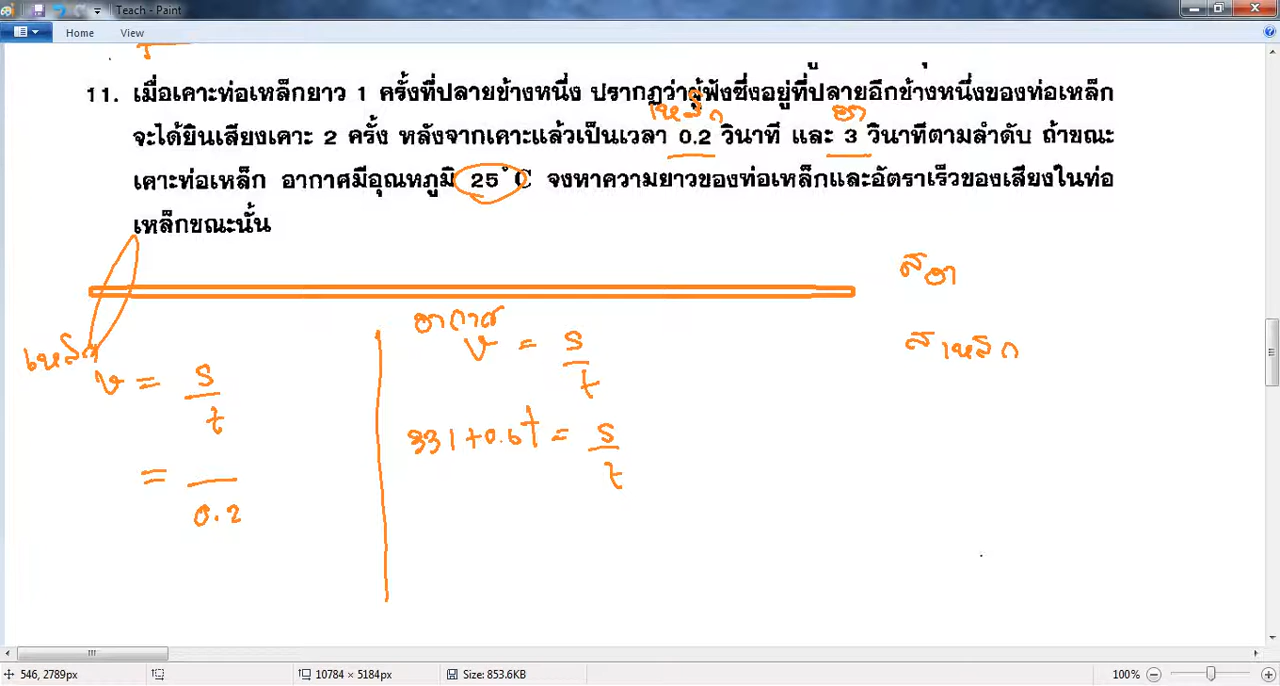 Teach - Paint
Home View
11. เมื่อเคาะท่อเหล็กยาว 1 ครั้งที่ปลายข้างหนึ่ง ปรากฏว่าผู้ฟังซึ่งอยู่ที่ปลายอีกข้างหนึ่งของท่อเหล็ก
เหล็ก
จะได้ยินเสียงเคาะ 2 ครั้ง หลังจากเคาะแล้วเป็นเวลา 0.2 วินาที และ 3 วินาทีตามลำดับ ถ้าขณะ
เคาะท่อเหล็ก อากาศมีอุณหภูมิ 25°C จงหาความยาวของท่อเหล็กและอัตราเร็วของเสียงในท่อ
เหล็กขณะนั้น
อากาศ
v = s/t
331+0.6t = s/t
เหล็ก
v = s/t
= /0.2
เหล็ก
546, 2789px
10784 × 5184px
Size: 853.6KB
100%